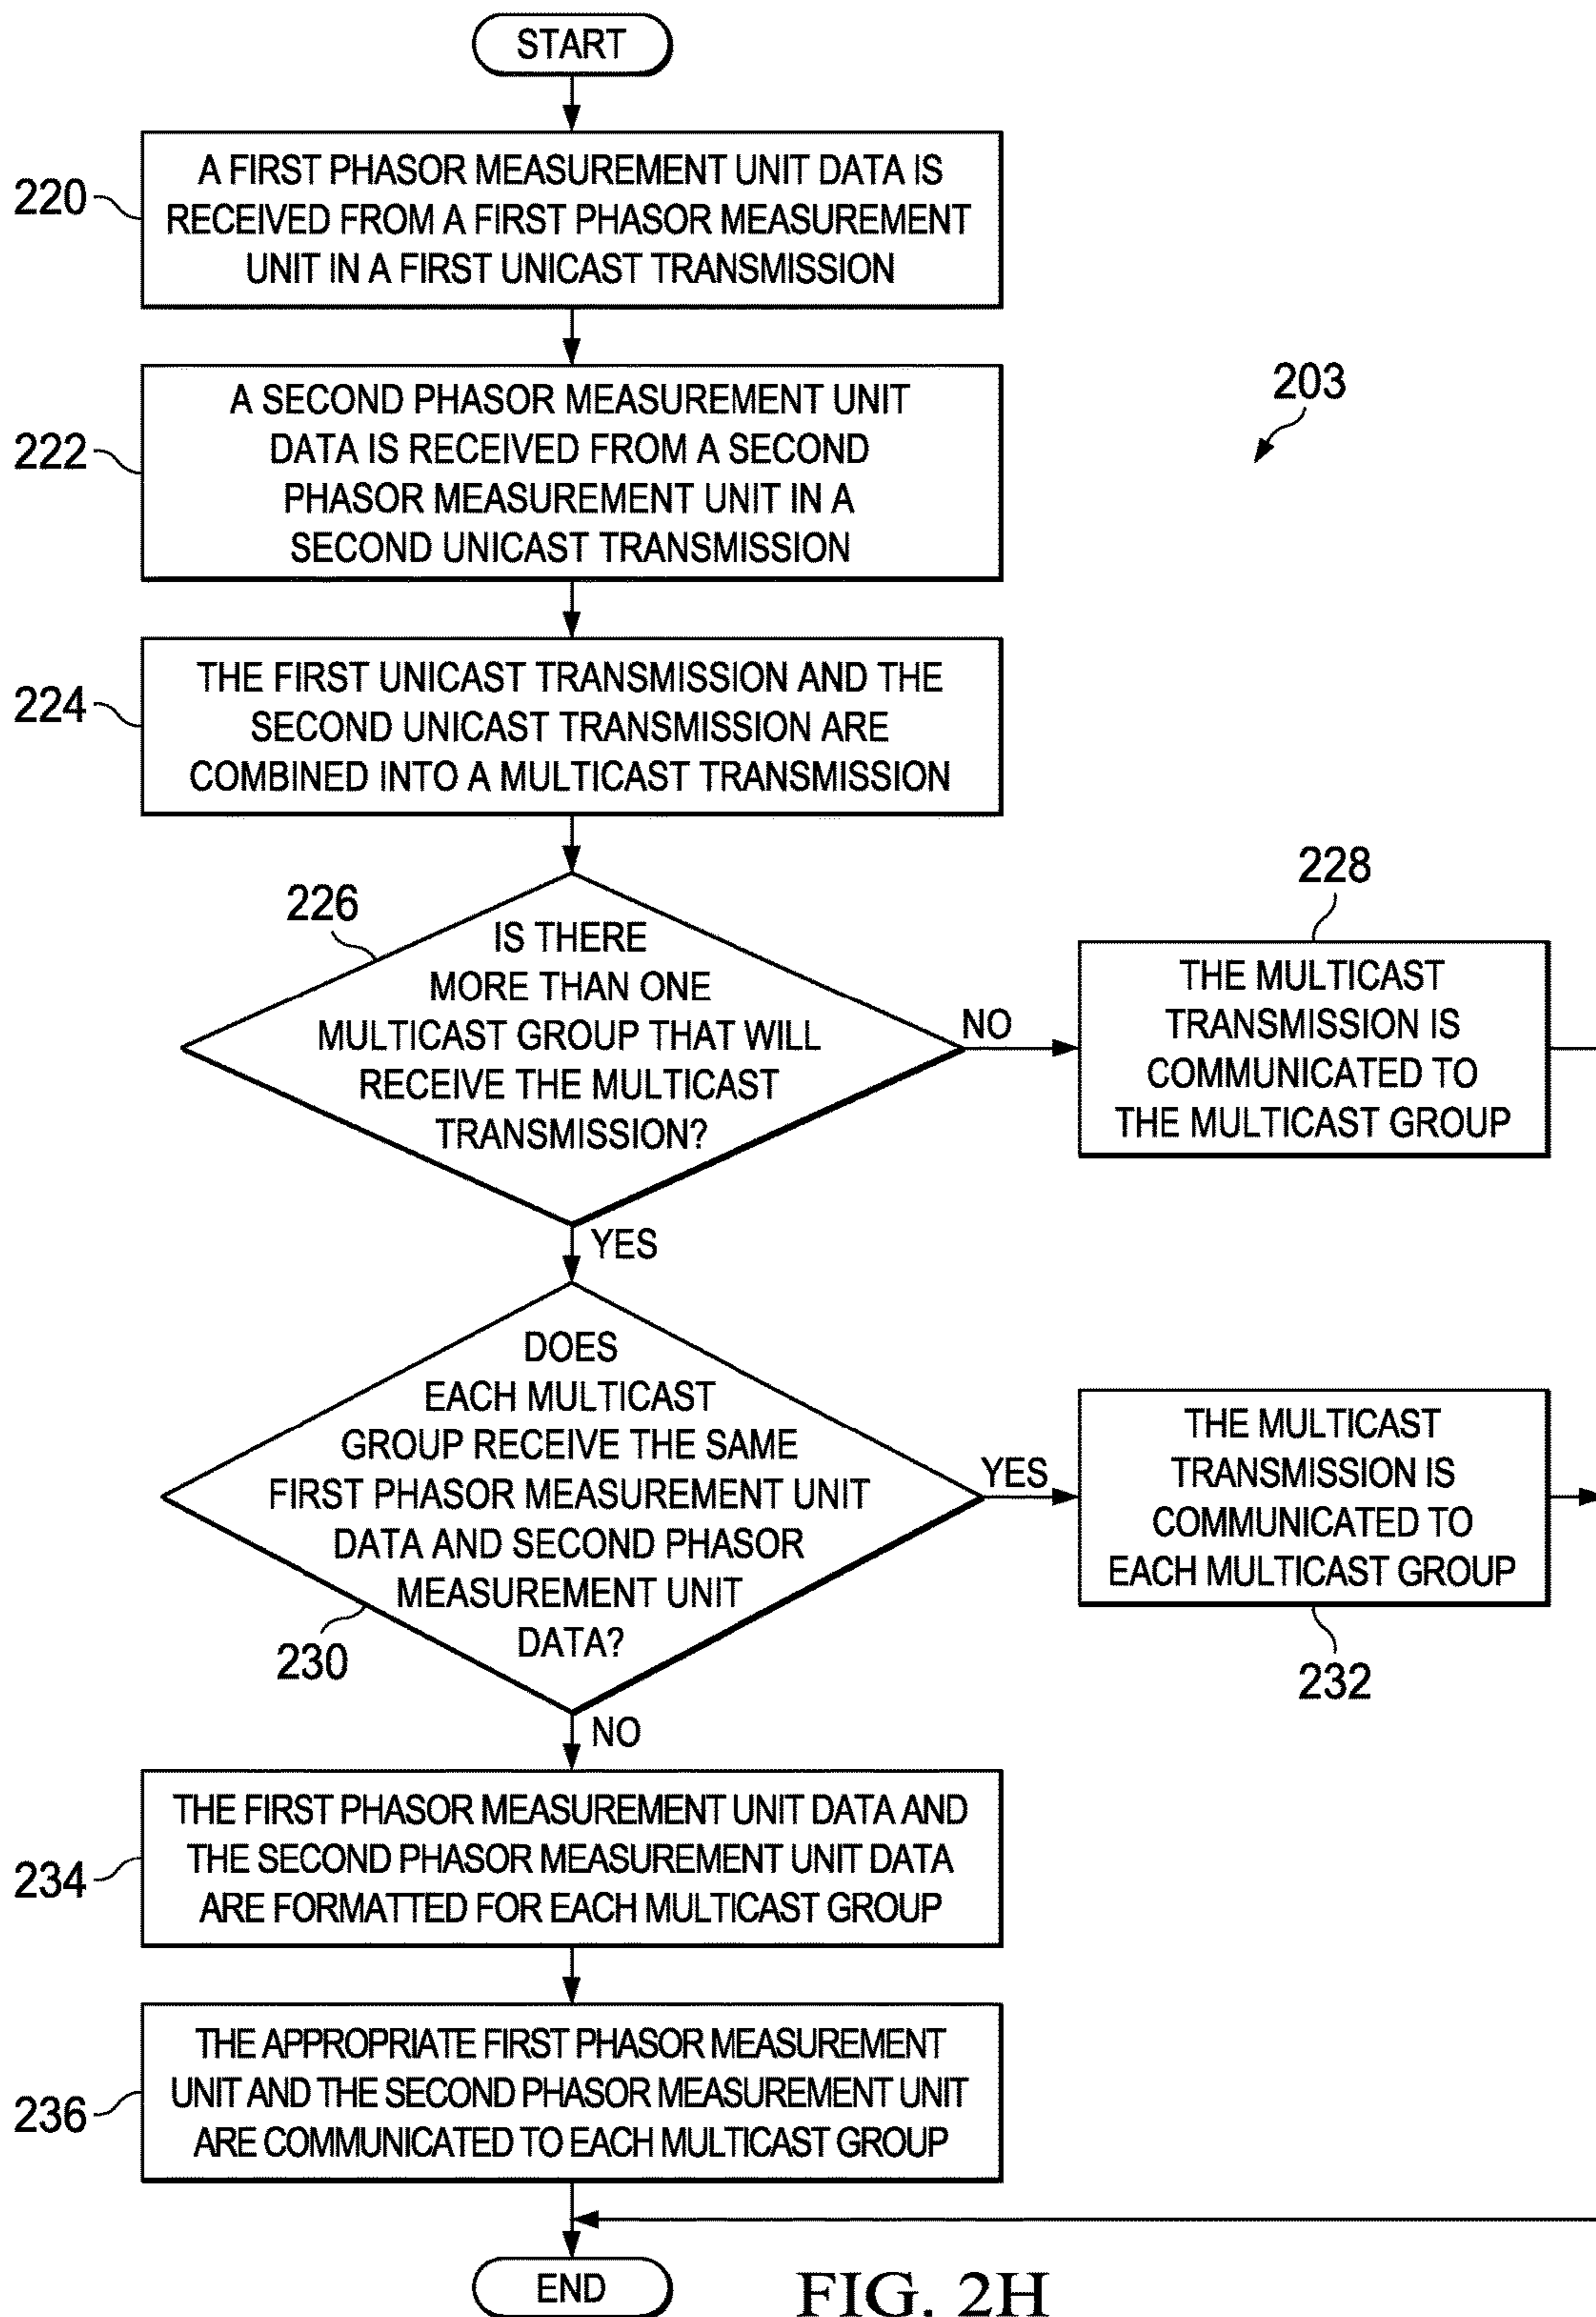 START
220
A FIRST PHASOR MEASUREMENT UNIT DATA IS
RECEIVED FROM A FIRST PHASOR MEASUREMENT
UNIT IN A FIRST UNICAST TRANSMISSION
203
222
A SECOND PHASOR MEASUREMENT UNIT
DATA IS RECEIVED FROM A SECOND
PHASOR MEASUREMENT UNIT IN A
SECOND UNICAST TRANSMISSION
224
THE FIRST UNICAST TRANSMISSION AND THE
SECOND UNICAST TRANSMISSION ARE
COMBINED INTO A MULTICAST TRANSMISSION
226
IS THERE
MORE THAN ONE
MULTICAST GROUP THAT WILL
RECEIVE THE MULTICAST
TRANSMISSION?
NO
228
THE MULTICAST
TRANSMISSION IS
COMMUNICATED TO
THE MULTICAST GROUP
YES
230
DOES
EACH MULTICAST
GROUP RECEIVE THE SAME
FIRST PHASOR MEASUREMENT UNIT
DATA AND SECOND PHASOR
MEASUREMENT UNIT
DATA?
YES
THE MULTICAST
TRANSMISSION IS
COMMUNICATED TO
EACH MULTICAST GROUP
232
NO
234
THE FIRST PHASOR MEASUREMENT UNIT DATA AND
THE SECOND PHASOR MEASUREMENT UNIT DATA
ARE FORMATTED FOR EACH MULTICAST GROUP
236
THE APPROPRIATE FIRST PHASOR MEASUREMENT
UNIT AND THE SECOND PHASOR MEASUREMENT UNIT
ARE COMMUNICATED TO EACH MULTICAST GROUP
END
FIG. 2H